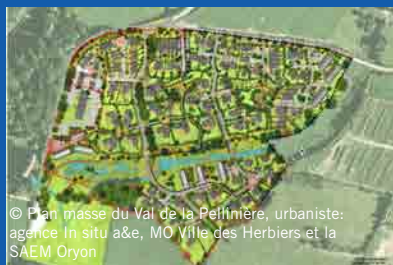 © Plan masse du Val de la Pellinière, urbaniste:
agence In situ a&e, MO Ville des Herbiers et la
SAEM Oryon